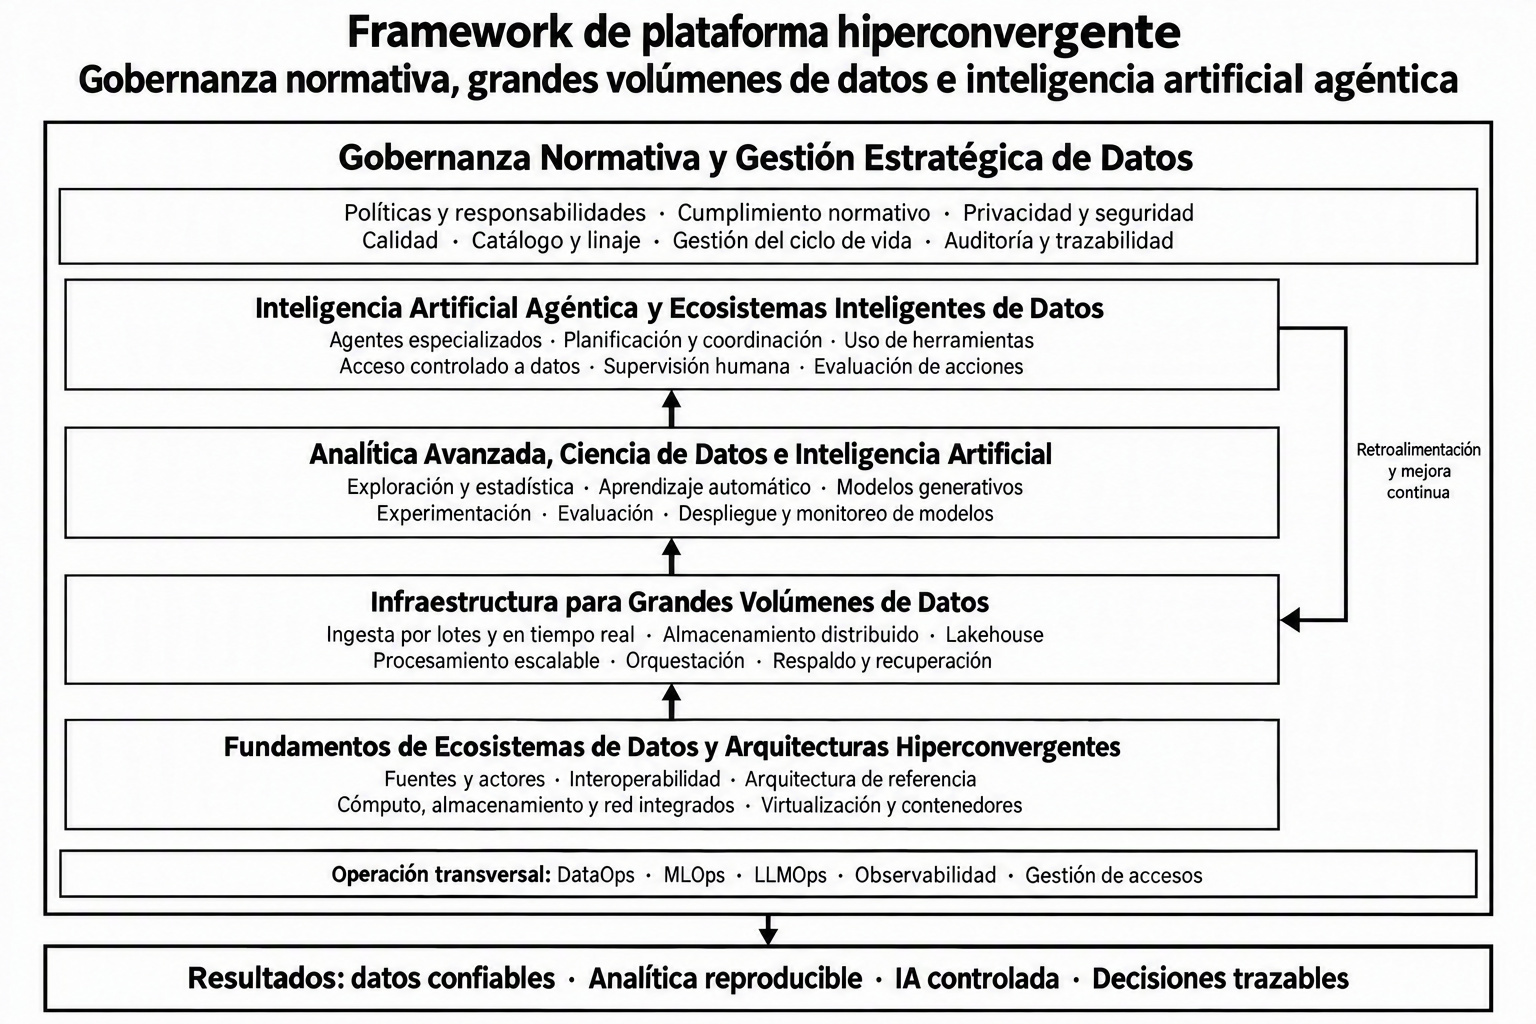 Framework de plataforma hiperconvergente
Gobernanza normativa, grandes volúmenes de datos e inteligencia artificial agéntica
Gobernanza Normativa y Gestión Estratégica de Datos
Políticas y responsabilidades · Cumplimiento normativo · Privacidad y seguridad
Calidad · Catálogo y linaje · Gestión del ciclo de vida · Auditoría y trazabilidad
Inteligencia Artificial Agéntica y Ecosistemas Inteligentes de Datos
Agentes especializados · Planificación y coordinación · Uso de herramientas
Acceso controlado a datos · Supervisión humana · Evaluación de acciones
Analítica Avanzada, Ciencia de Datos e Inteligencia Artificial
Exploración y estadística · Aprendizaje automático · Modelos generativos
Experimentación · Evaluación · Despliegue y monitoreo de modelos
Retroalimentación
y mejora
continua
Infraestructura para Grandes Volúmenes de Datos
Ingesta por lotes y en tiempo real · Almacenamiento distribuido · Lakehouse
Procesamiento escalable · Orquestación · Respaldo y recuperación
Fundamentos de Ecosistemas de Datos y Arquitecturas Hiperconvergentes
Fuentes y actores · Interoperabilidad · Arquitectura de referencia
Cómputo, almacenamiento y red integrados · Virtualización y contenedores
Operación transversal: DataOps · MLOps · LLMOps · Observabilidad · Gestión de accesos
Resultados: datos confiables · Analítica reproducible · IA controlada · Decisiones trazables